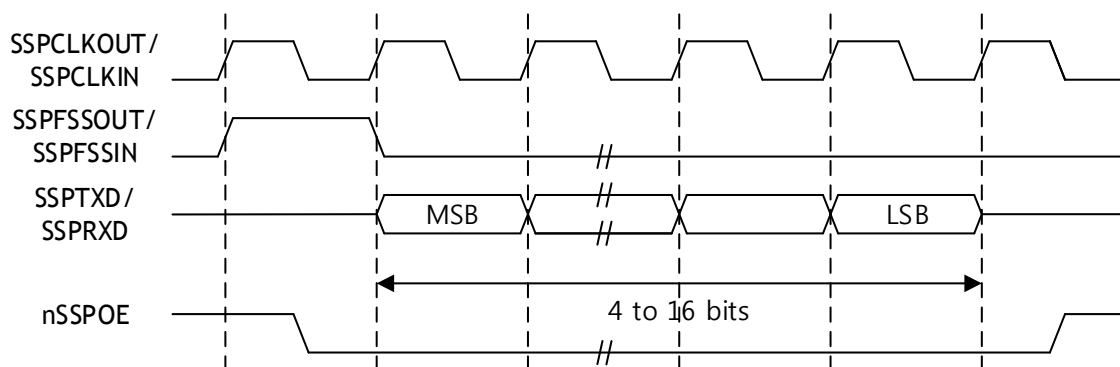 SSPCLKOUT/
SSPCLKIN
SSPFSSOUT/
SSPFSSIN
SSPTXD/
SSPRXD
MSB
LSB
4 to 16 bits
nSSPOE